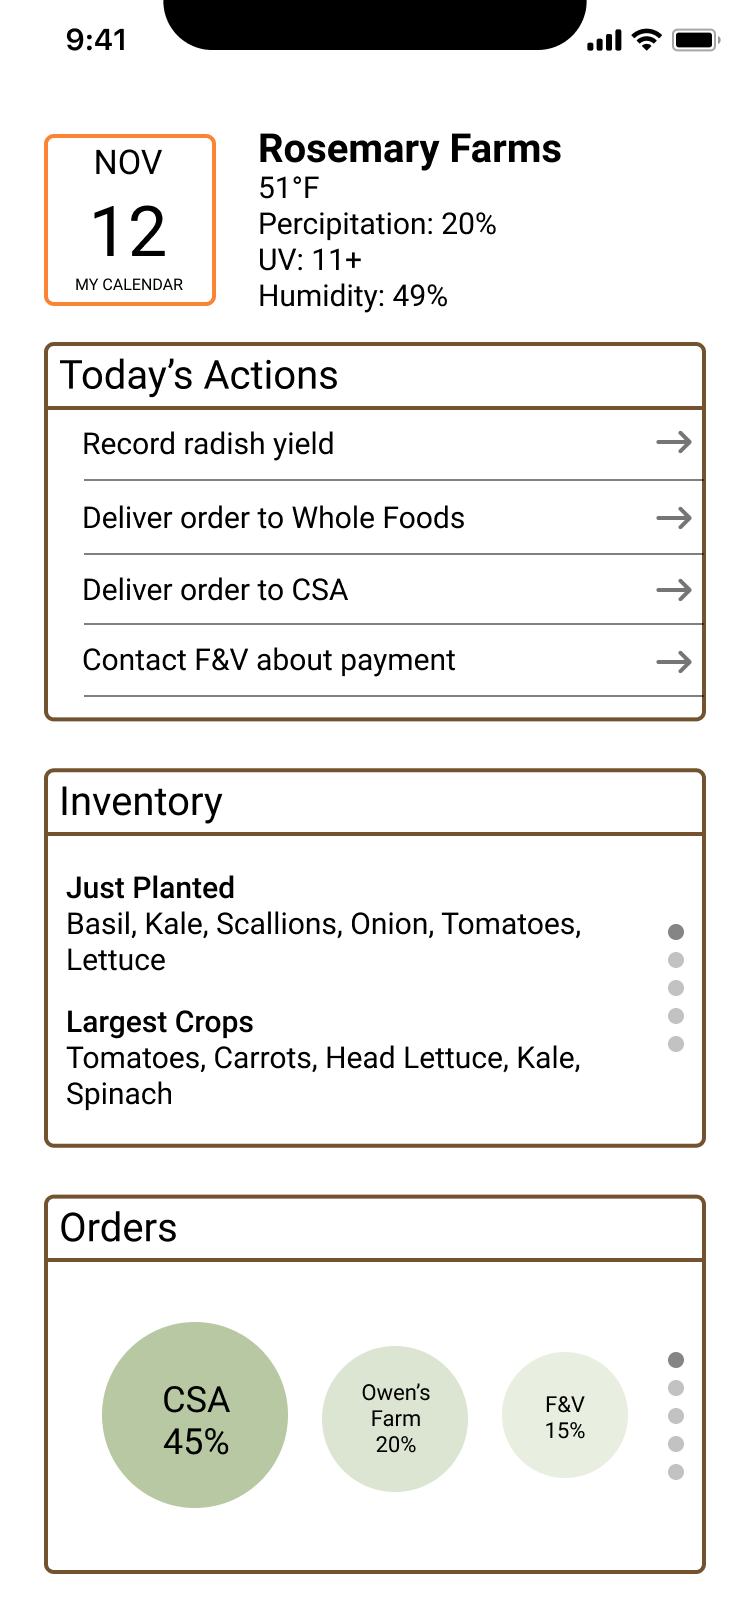 9:41
NOV
12
MY CALENDAR
Rosemary Farms
51°F
Percipitation: 20%
UV: 11+
Humidity: 49%
Today’s Actions
Record radish yield
Deliver order to Whole Foods
Deliver order to CSA
Contact F&V about payment
Inventory
Just Planted
Basil, Kale, Scallions, Onion, Tomatoes,
Lettuce
Largest Crops
Tomatoes, Carrots, Head Lettuce, Kale,
Spinach
Orders
CSA
45%
Owen’s
Farm
20%
F&V
15%